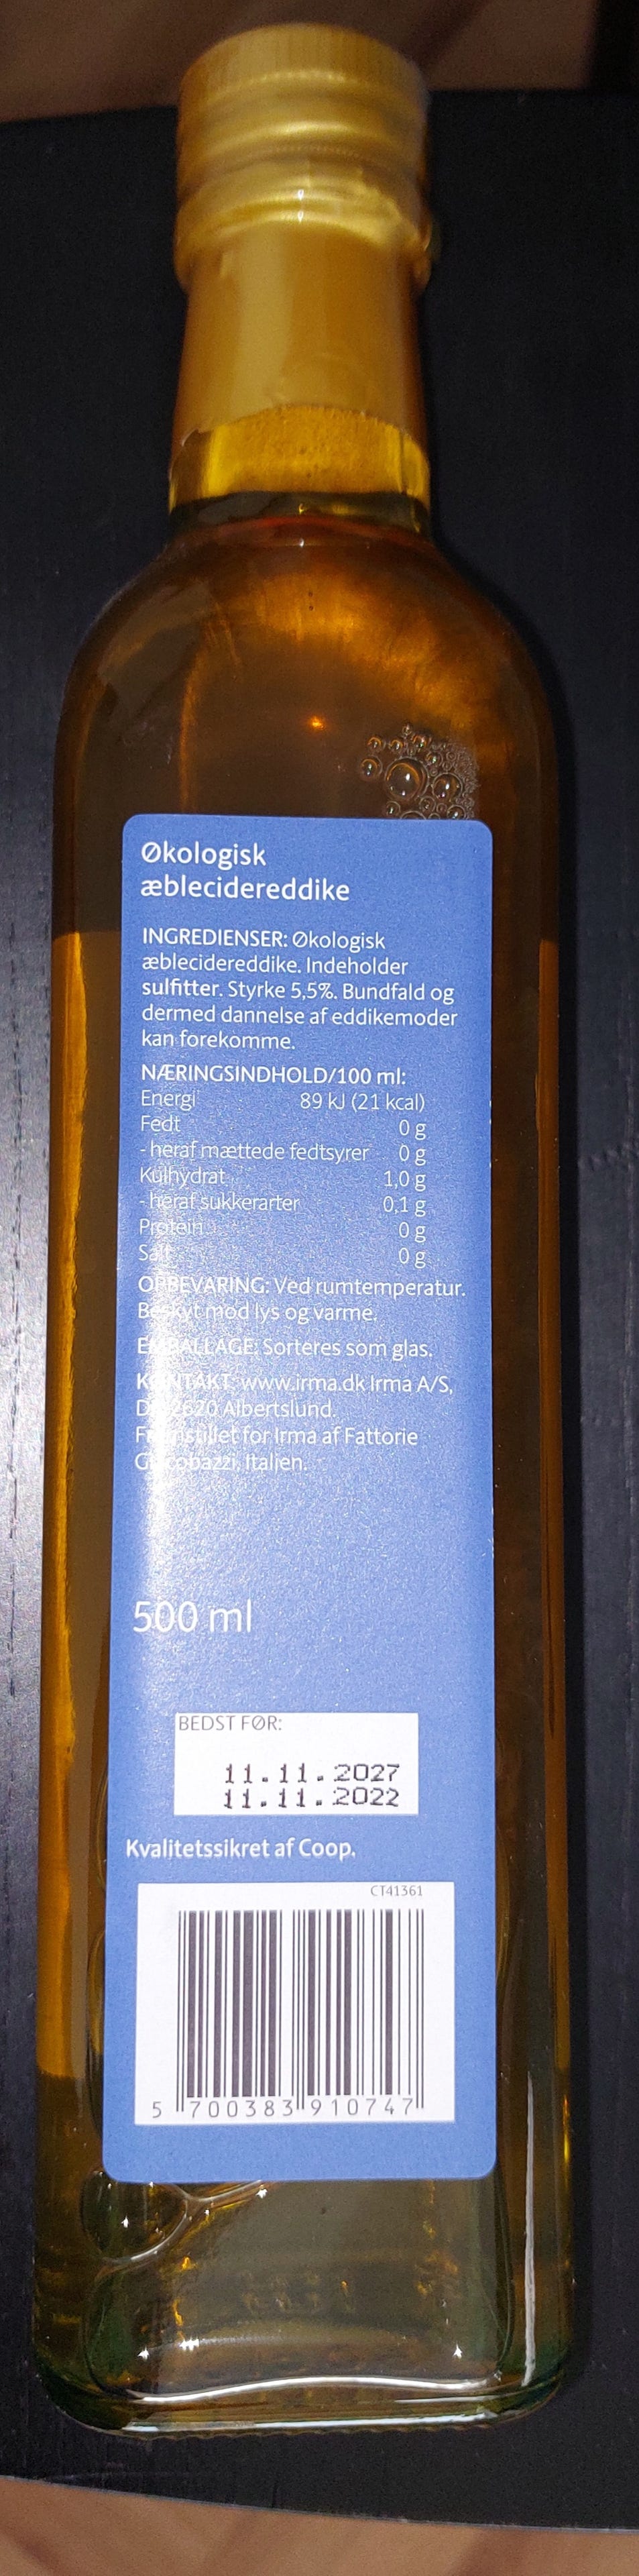 Økologisk
æblecidereddike
INGREDIENSER: Økologisk
æblecidereddike. Indeholder
sulfitter. Styrke 5,5%. Bundfald og
dermed dannelse af eddikemoder
kan forekomme.
NÆRINGSINDHOLD/100 ml:
Energi 89 kJ (21 kcal)
Fedt 0 g
- heraf mættede fedtsyrer 0 g
Kulhydrat 1,0 g
- heraf sukkerarter 0,1 g
Protein 0 g
Salt 0 g
OPBEVARING: Ved rumtemperatur.
Beskyt mod lys og varme.
EMBALLAGE: Sorteres som glas.
KONTAKT: www.irma.dk Irma A/S,
DK-2620 Albertslund.
Fremstillet for Irma af Fattorie
Giacobazzi, Italien.
500 ml
BEDST FØR:
11.11.2027
11.11.2022
Kvalitetssikret af Coop.
CT41361
5 700383 910747